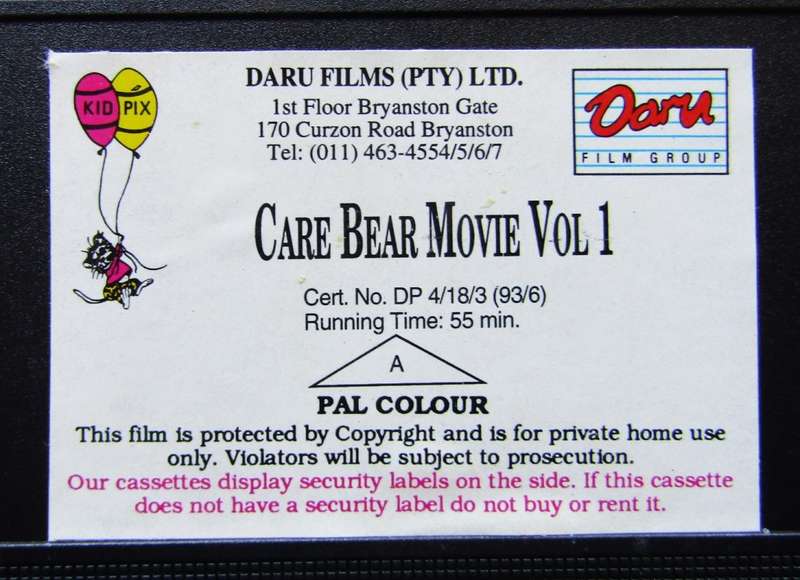 KID PIX
DARU FILMS (PTY) LTD.
1st Floor Bryanston Gate
170 Curzon Road Bryanston
Tel: (011) 463-4554/5/6/7
Daru
FILM GROUP
CARE BEAR MOVIE VOL 1
Cert. No. DP 4/18/3 (93/6)
Running Time: 55 min.
A
PAL COLOUR
This film is protected by Copyright and is for private home use
only. Violators will be subject to prosecution.
Our cassettes display security labels on the side. If this cassette
does not have a security label do not buy or rent it.